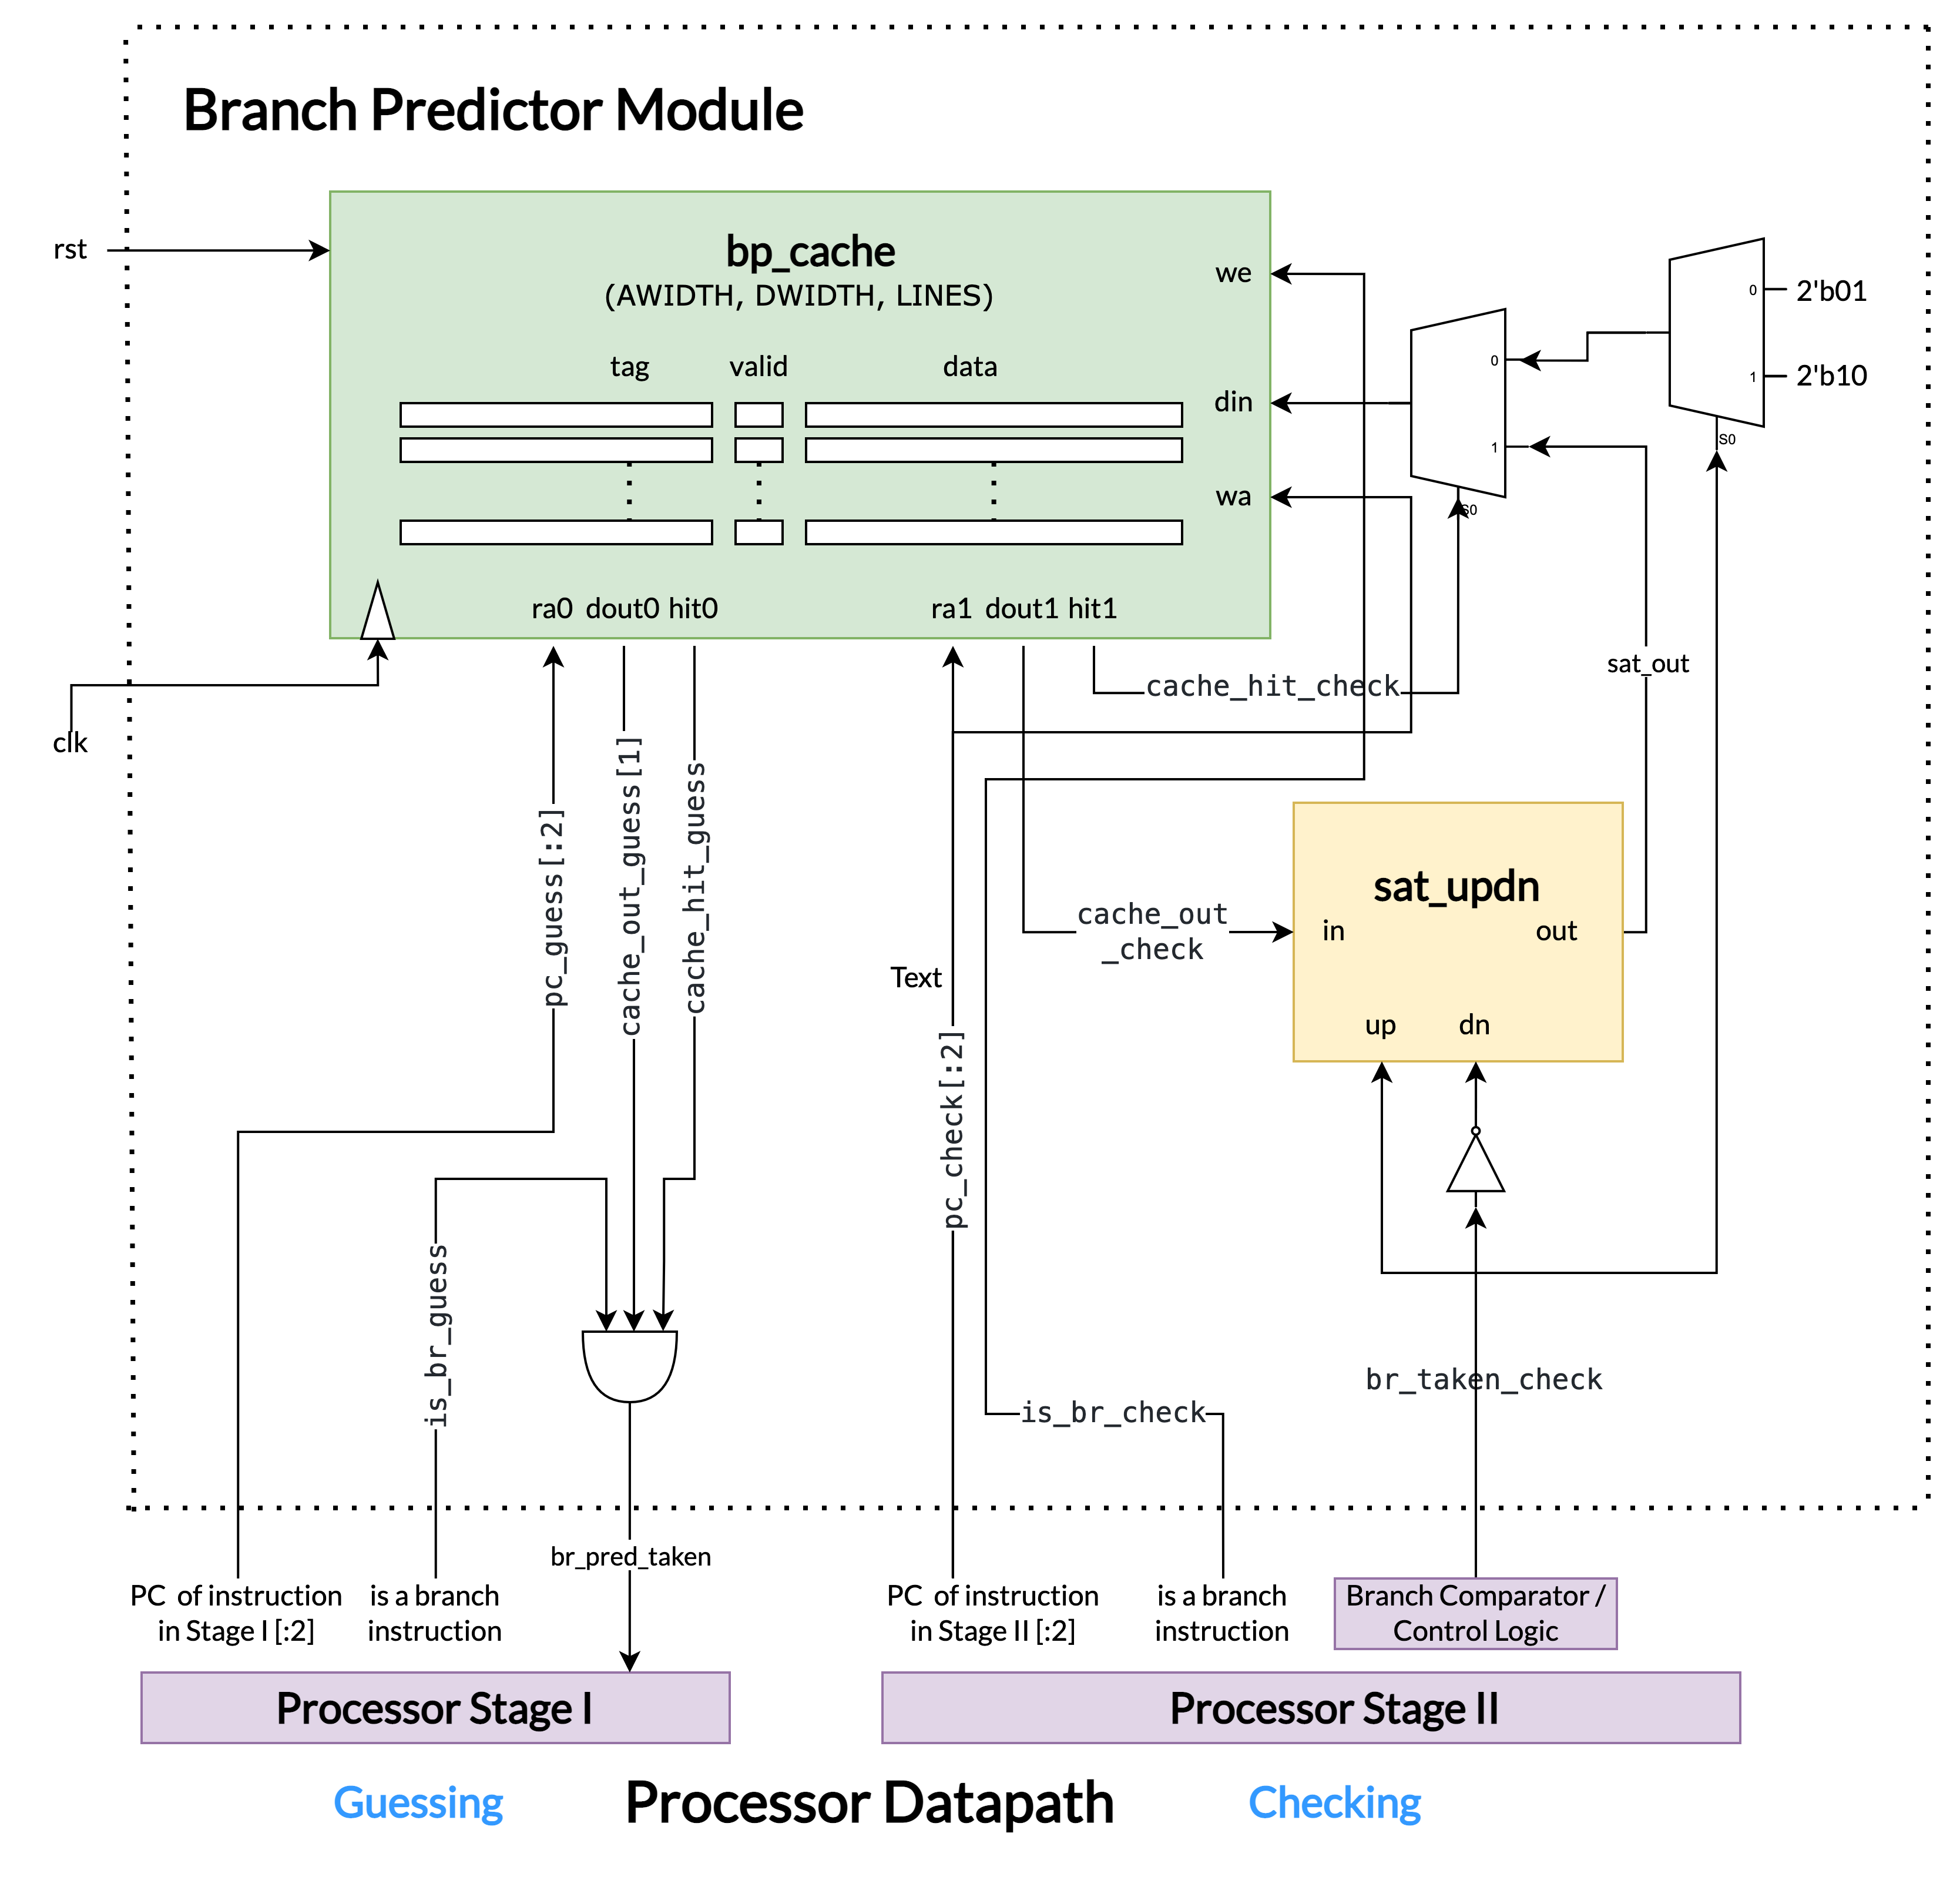 Branch Predictor Module
rst
bp_cache
(AWIDTH, DWIDTH, LINES)
we
din
wa
tag valid data
ra0 dout0 hit0
ra1 dout1 hit1
0
1
S0
0
1
S0
2'b01
2'b10
clk
cache_hit_check
sat_out
pc_guess[:2]
cache_out_guess[1]
cache_hit_guess
is_br_guess
Text
pc_check[:2]
cache_out
_check
sat_updn
in
out
up
dn
is_br_check
br_taken_check
br_pred_taken
PC of instruction
in Stage I [:2]
is a branch
instruction
PC of instruction
in Stage II [:2]
is a branch
instruction
Branch Comparator /
Control Logic
Processor Stage I
Processor Stage II
Guessing
Processor Datapath
Checking